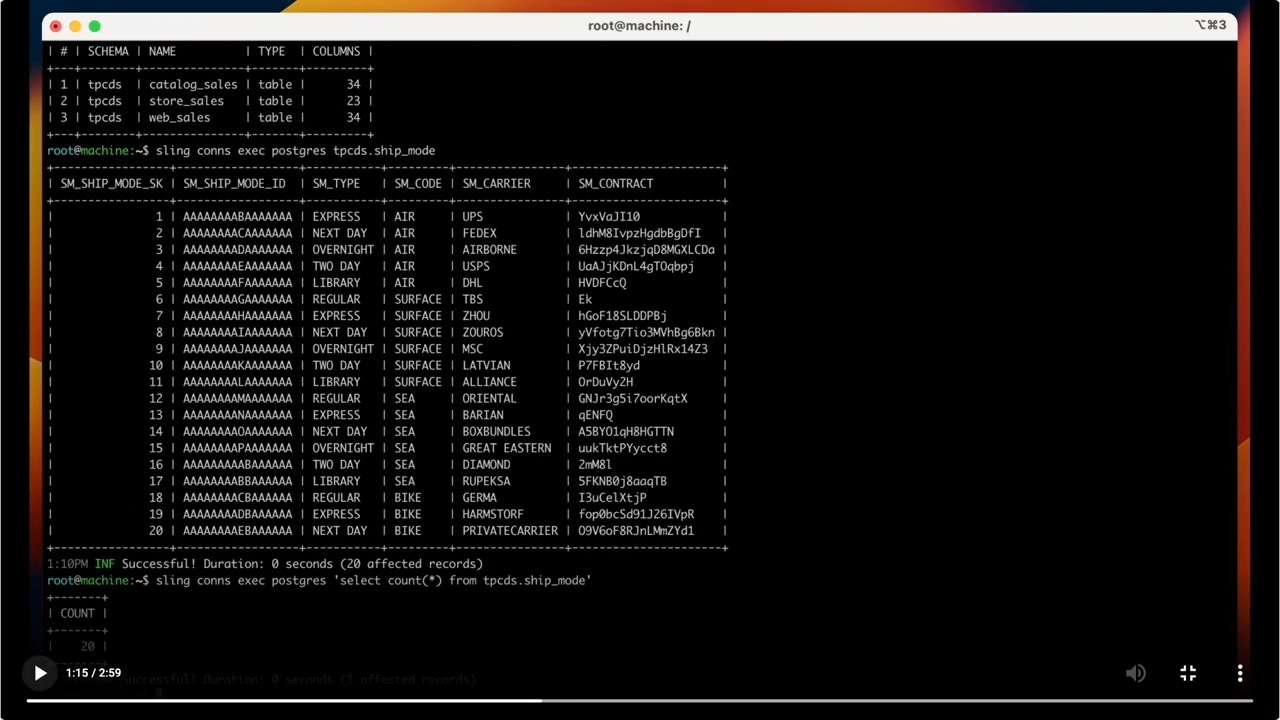 root@machine: /
⌥⌘3
| # | SCHEMA | NAME | TYPE | COLUMNS |
+---+--------+---------------+-------+---------+
| 1 | tpcds | catalog_sales | table | 34 |
| 2 | tpcds | store_sales | table | 23 |
| 3 | tpcds | web_sales | table | 34 |
+---+--------+---------------+-------+---------+
root@machine:~$ sling conns exec postgres tpcds.ship_mode
+-----------------+------------------+-----------+---------+----------------+----------------------+
| SM_SHIP_MODE_SK | SM_SHIP_MODE_ID | SM_TYPE | SM_CODE | SM_CARRIER | SM_CONTRACT |
+-----------------+------------------+-----------+---------+----------------+----------------------+
| 1 | AAAAAAAABAAAAAAA | EXPRESS | AIR | UPS | YvxVaJI10 |
| 2 | AAAAAAAACAAAAAAA | NEXT DAY | AIR | FEDEX | ldhM8IvpzHgdbBgDfI |
| 3 | AAAAAAAADAAAAAAA | OVERNIGHT | AIR | AIRBORNE | 6Hzzp4JkzjqD8MGXLCDa |
| 4 | AAAAAAAAEAAAAAAA | TWO DAY | AIR | USPS | UaAJjKDnL4gTOqbpj |
| 5 | AAAAAAAAFAAAAAAA | LIBRARY | AIR | DHL | HVDFCcQ |
| 6 | AAAAAAAAGAAAAAAA | REGULAR | SURFACE | TBS | Ek |
| 7 | AAAAAAAAHAAAAAAA | EXPRESS | SURFACE | ZHOU | hGoF18SLDDPBj |
| 8 | AAAAAAAAIAAAAAAA | NEXT DAY | SURFACE | ZOUROS | yVfotg7Tio3MVhBg6Bkn |
| 9 | AAAAAAAAJAAAAAAA | OVERNIGHT | SURFACE | MSC | Xjy3ZPuiDjzHlRx14Z3 |
| 10 | AAAAAAAAKAAAAAAA | TWO DAY | SURFACE | LATVIAN | P7FBIt8yd |
| 11 | AAAAAAAALAAAAAAA | LIBRARY | SURFACE | ALLIANCE | OrDuVy2H |
| 12 | AAAAAAAAMAAAAAAA | REGULAR | SEA | ORIENTAL | GNJr3g5i7oorKqtX |
| 13 | AAAAAAAANAAAAAAA | EXPRESS | SEA | BARIAN | qENFQ |
| 14 | AAAAAAAAOAAAAAAA | NEXT DAY | SEA | BOXBUNDLES | A5BYO1qH8HGTTN |
| 15 | AAAAAAAAPAAAAAAA | OVERNIGHT | SEA | GREAT EASTERN | uukTktPYycct8 |
| 16 | AAAAAAAAABAAAAAA | TWO DAY | SEA | DIAMOND | 2mM8l |
| 17 | AAAAAAAABBAAAAAA | LIBRARY | SEA | RUPEKSA | 5FKNB0j8aaqTB |
| 18 | AAAAAAAACBAAAAAA | REGULAR | BIKE | GERMA | I3uCelXtjP |
| 19 | AAAAAAAADBAAAAAA | EXPRESS | BIKE | HARMSTORF | fop0bcSd91J26IVpR |
| 20 | AAAAAAAAEBAAAAAA | NEXT DAY | BIKE | PRIVATECARRIER | O9V6oF8RJnLMmZYd1 |
+-----------------+------------------+-----------+---------+----------------+----------------------+
1:10PM INF Successful! Duration: 0 seconds (20 affected records)
root@machine:~$ sling conns exec postgres 'select count(*) from tpcds.ship_mode'
+-------+
| COUNT |
+-------+
| 20 |
+-------+
Successful! Duration: 0 seconds (1 affected records)
1:15 / 2:59